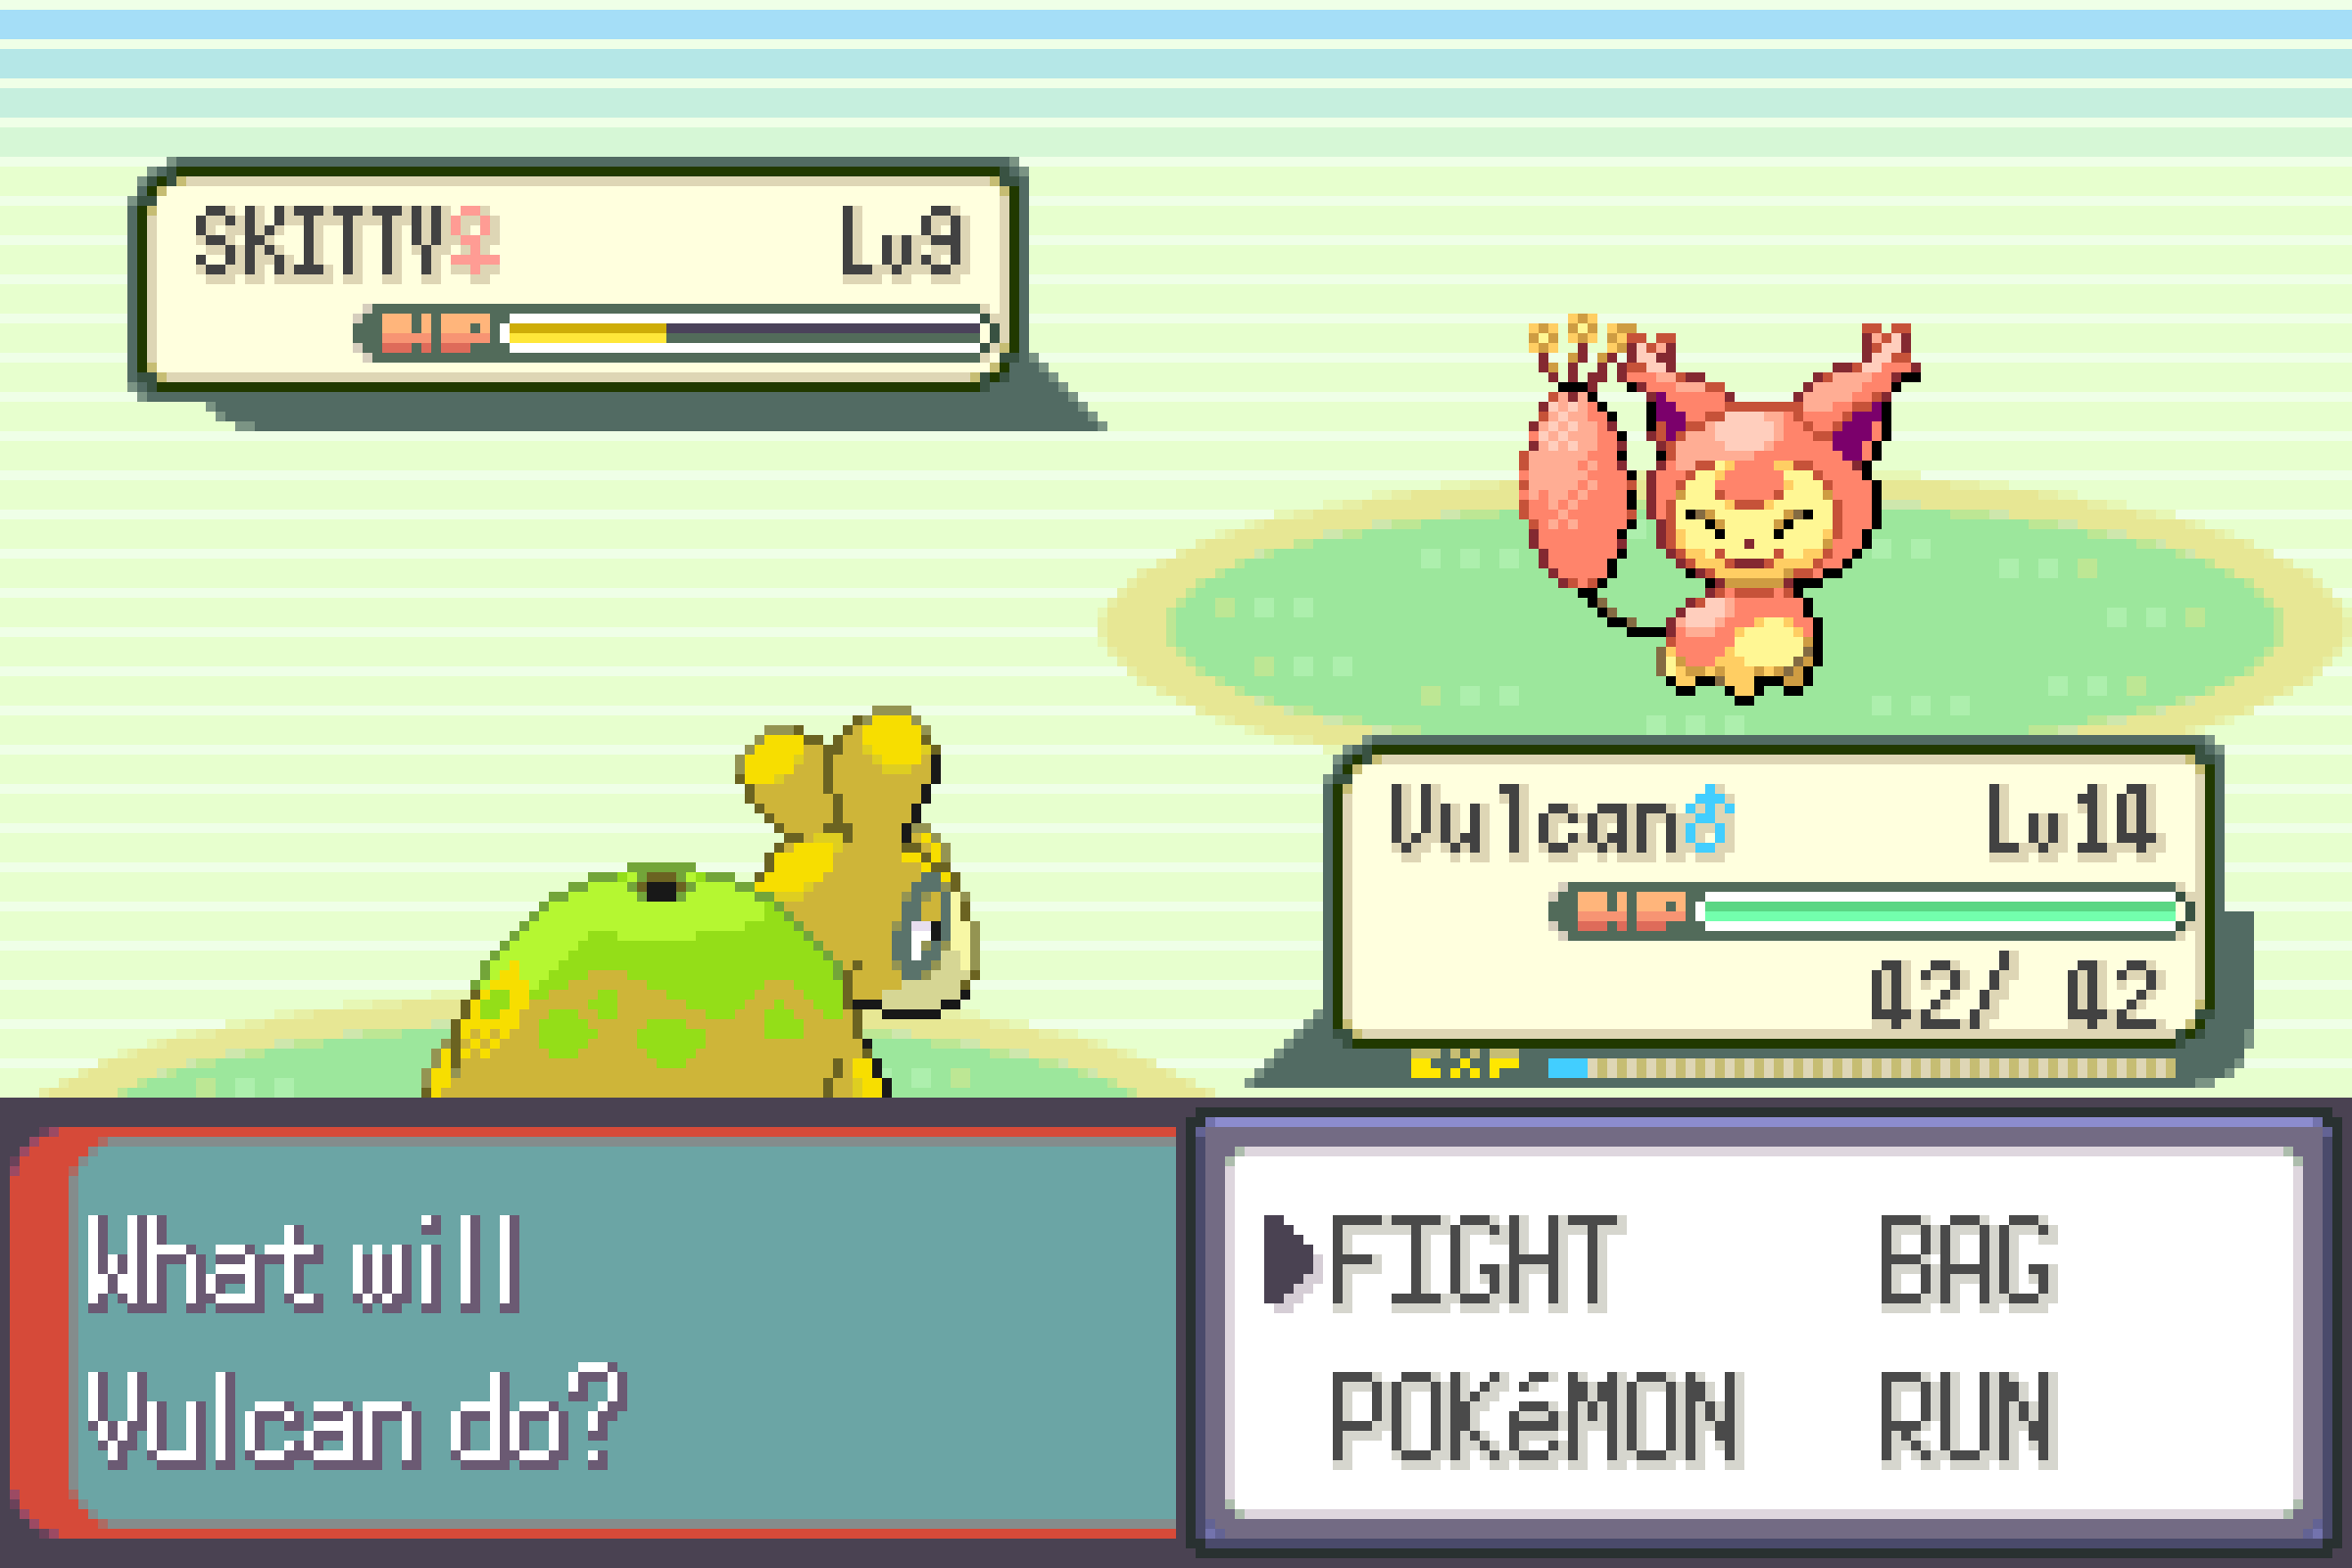 SKITTY♀ Lv9
HP
Vulcan♂ Lv14
HP
42/ 42
EXP
What will
Vulcan do?
FIGHT BAG
POKéMON RUN